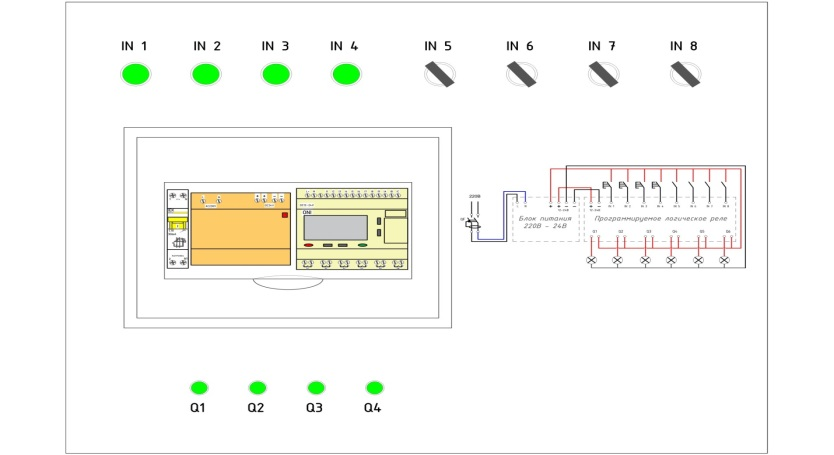 IN 1 IN 2 IN 3 IN 4 IN 5 IN 6 IN 7 IN 8
220В
ONI
Блок питания
220В - 24В
Программируемое логическое реле
Q1 Q2 Q3 Q4 Q5 Q6
Q1 Q2 Q3 Q4